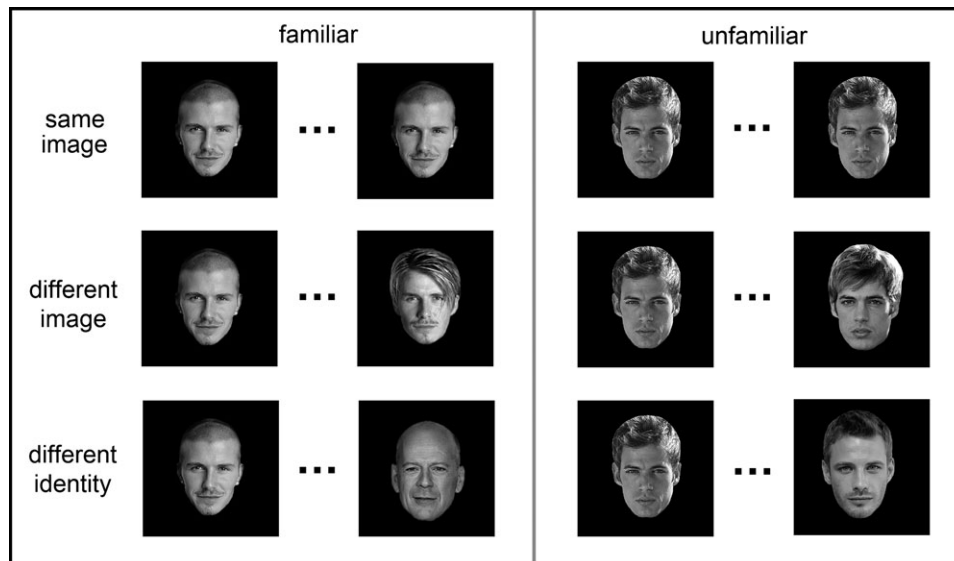 familiar
unfamiliar
same
image
different
image
different
identity